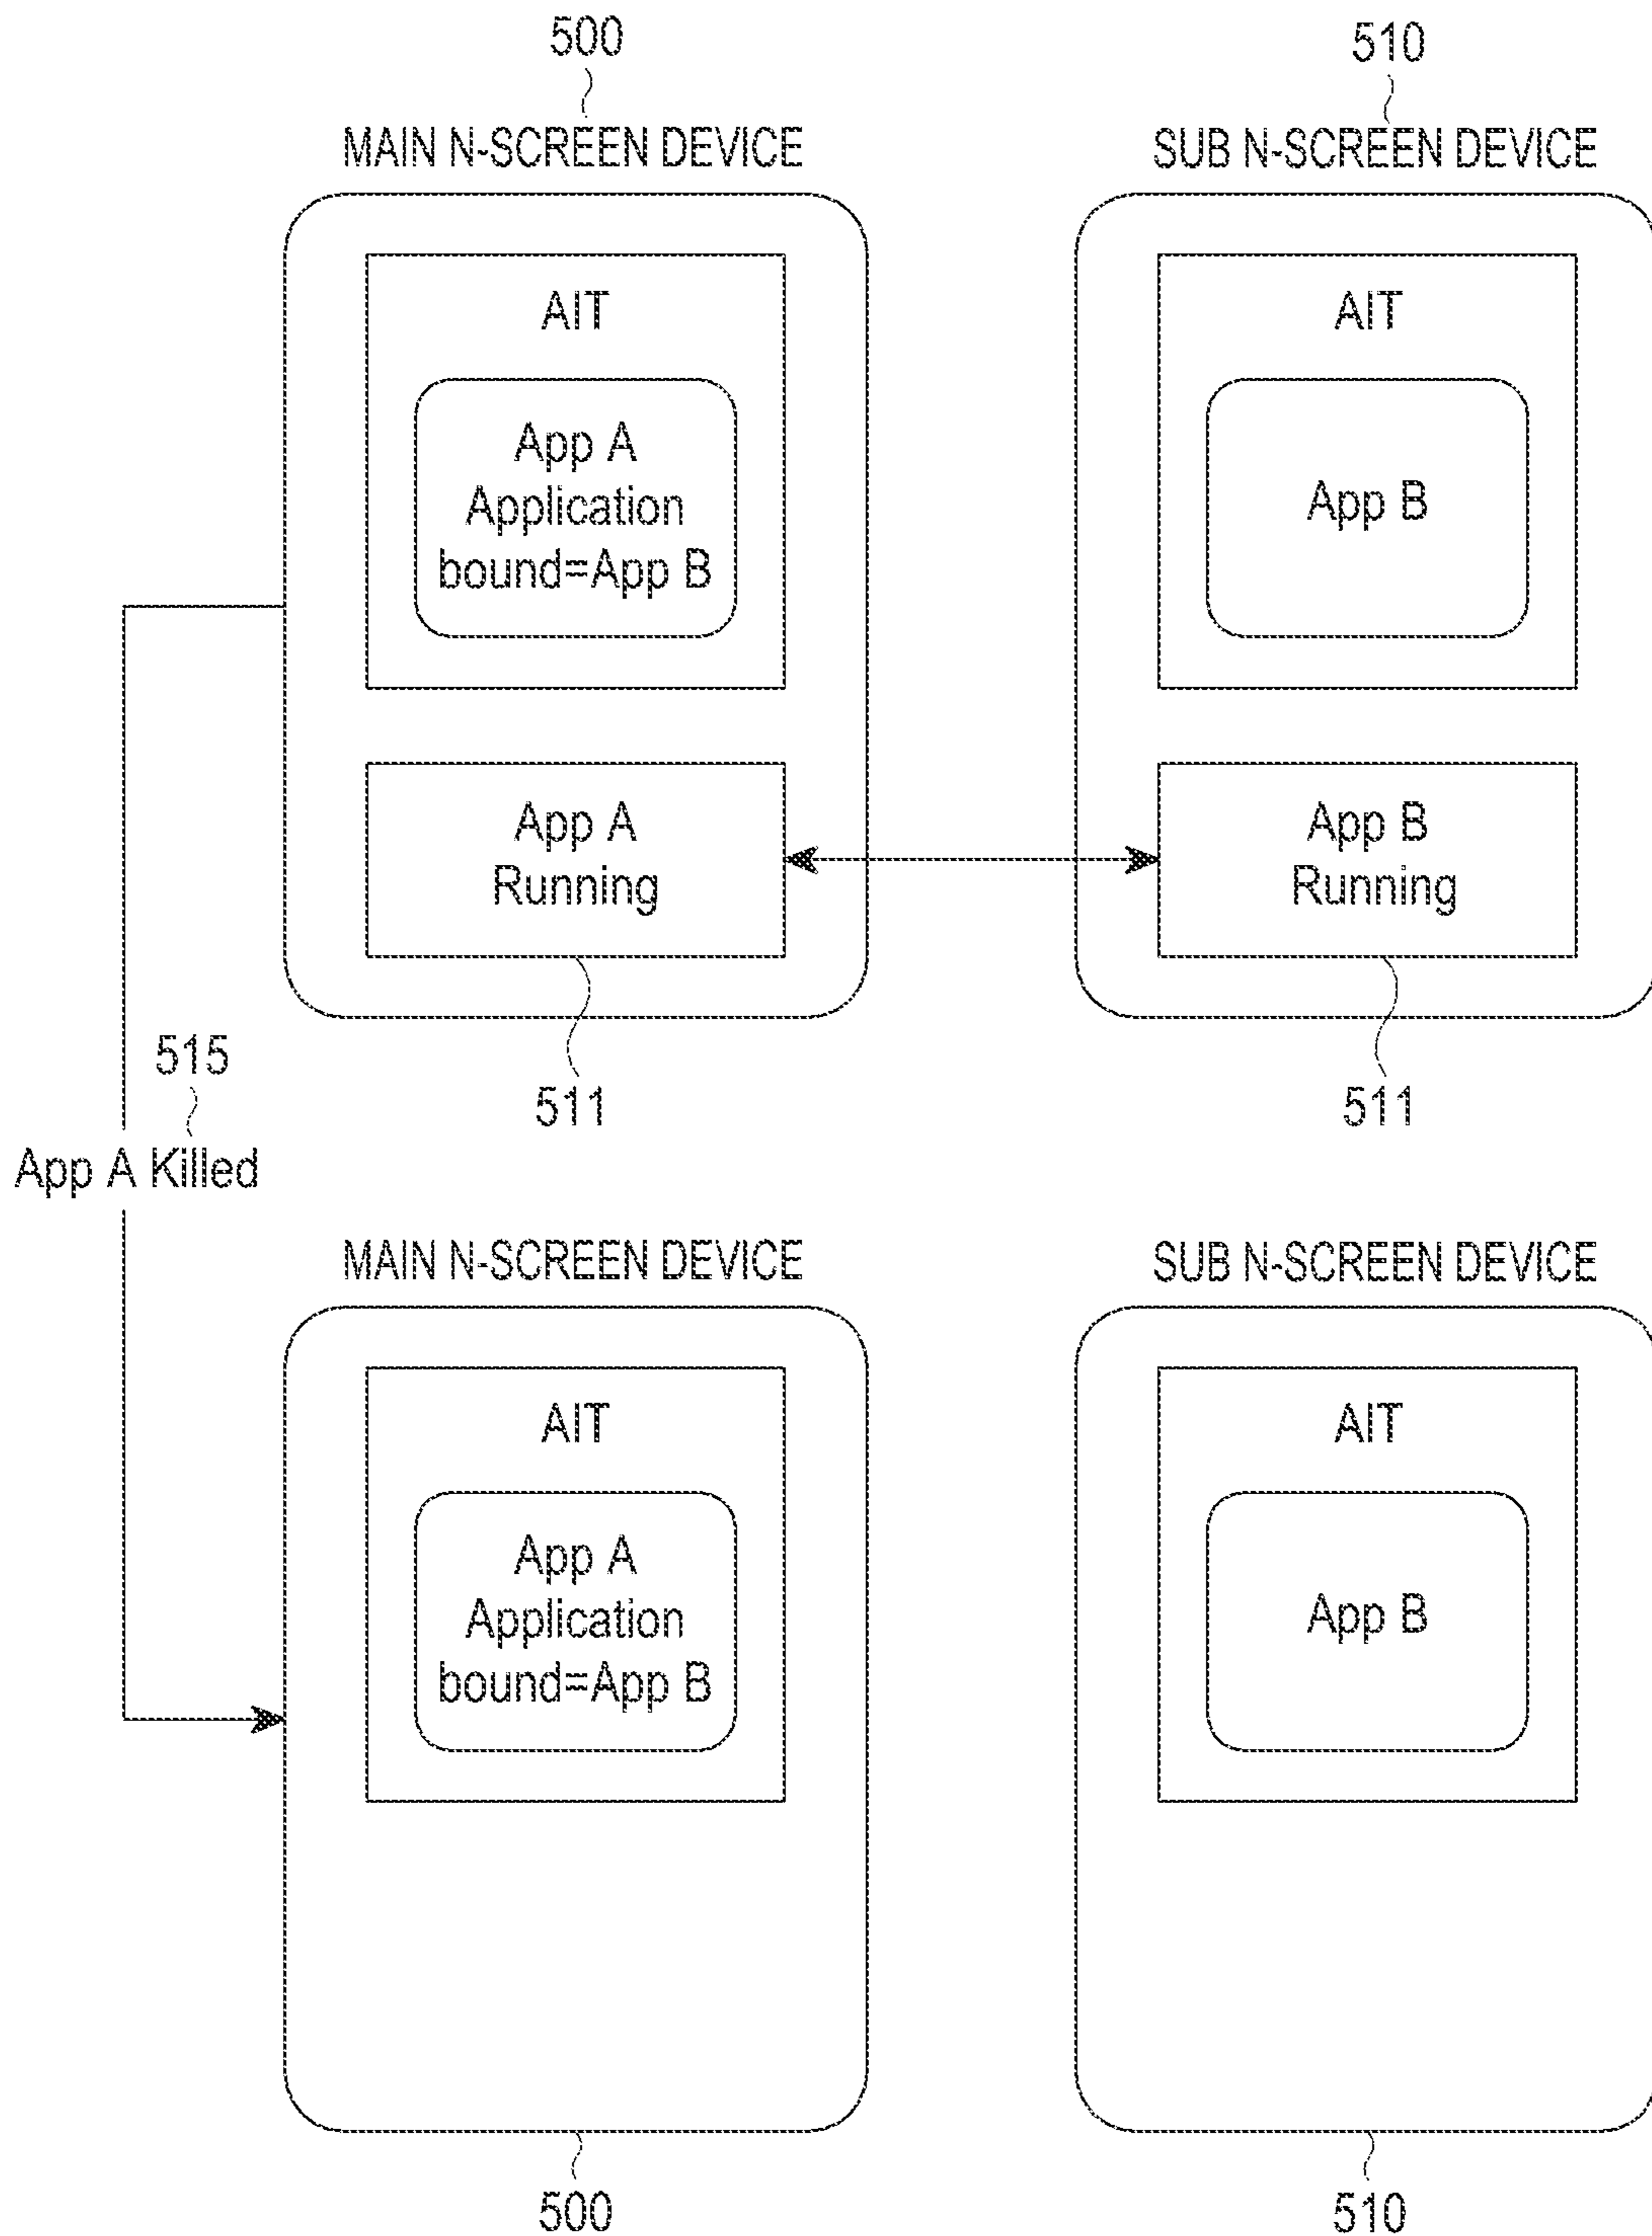 500
510
MAIN N-SCREEN DEVICE
SUB N-SCREEN DEVICE
AIT
AIT
App A
Application
bound=App B
App B
App A
Running
App B
Running
515
511
511
App A Killed
MAIN N-SCREEN DEVICE
SUB N-SCREEN DEVICE
AIT
AIT
App A
Application
bound=App B
App B
500
510